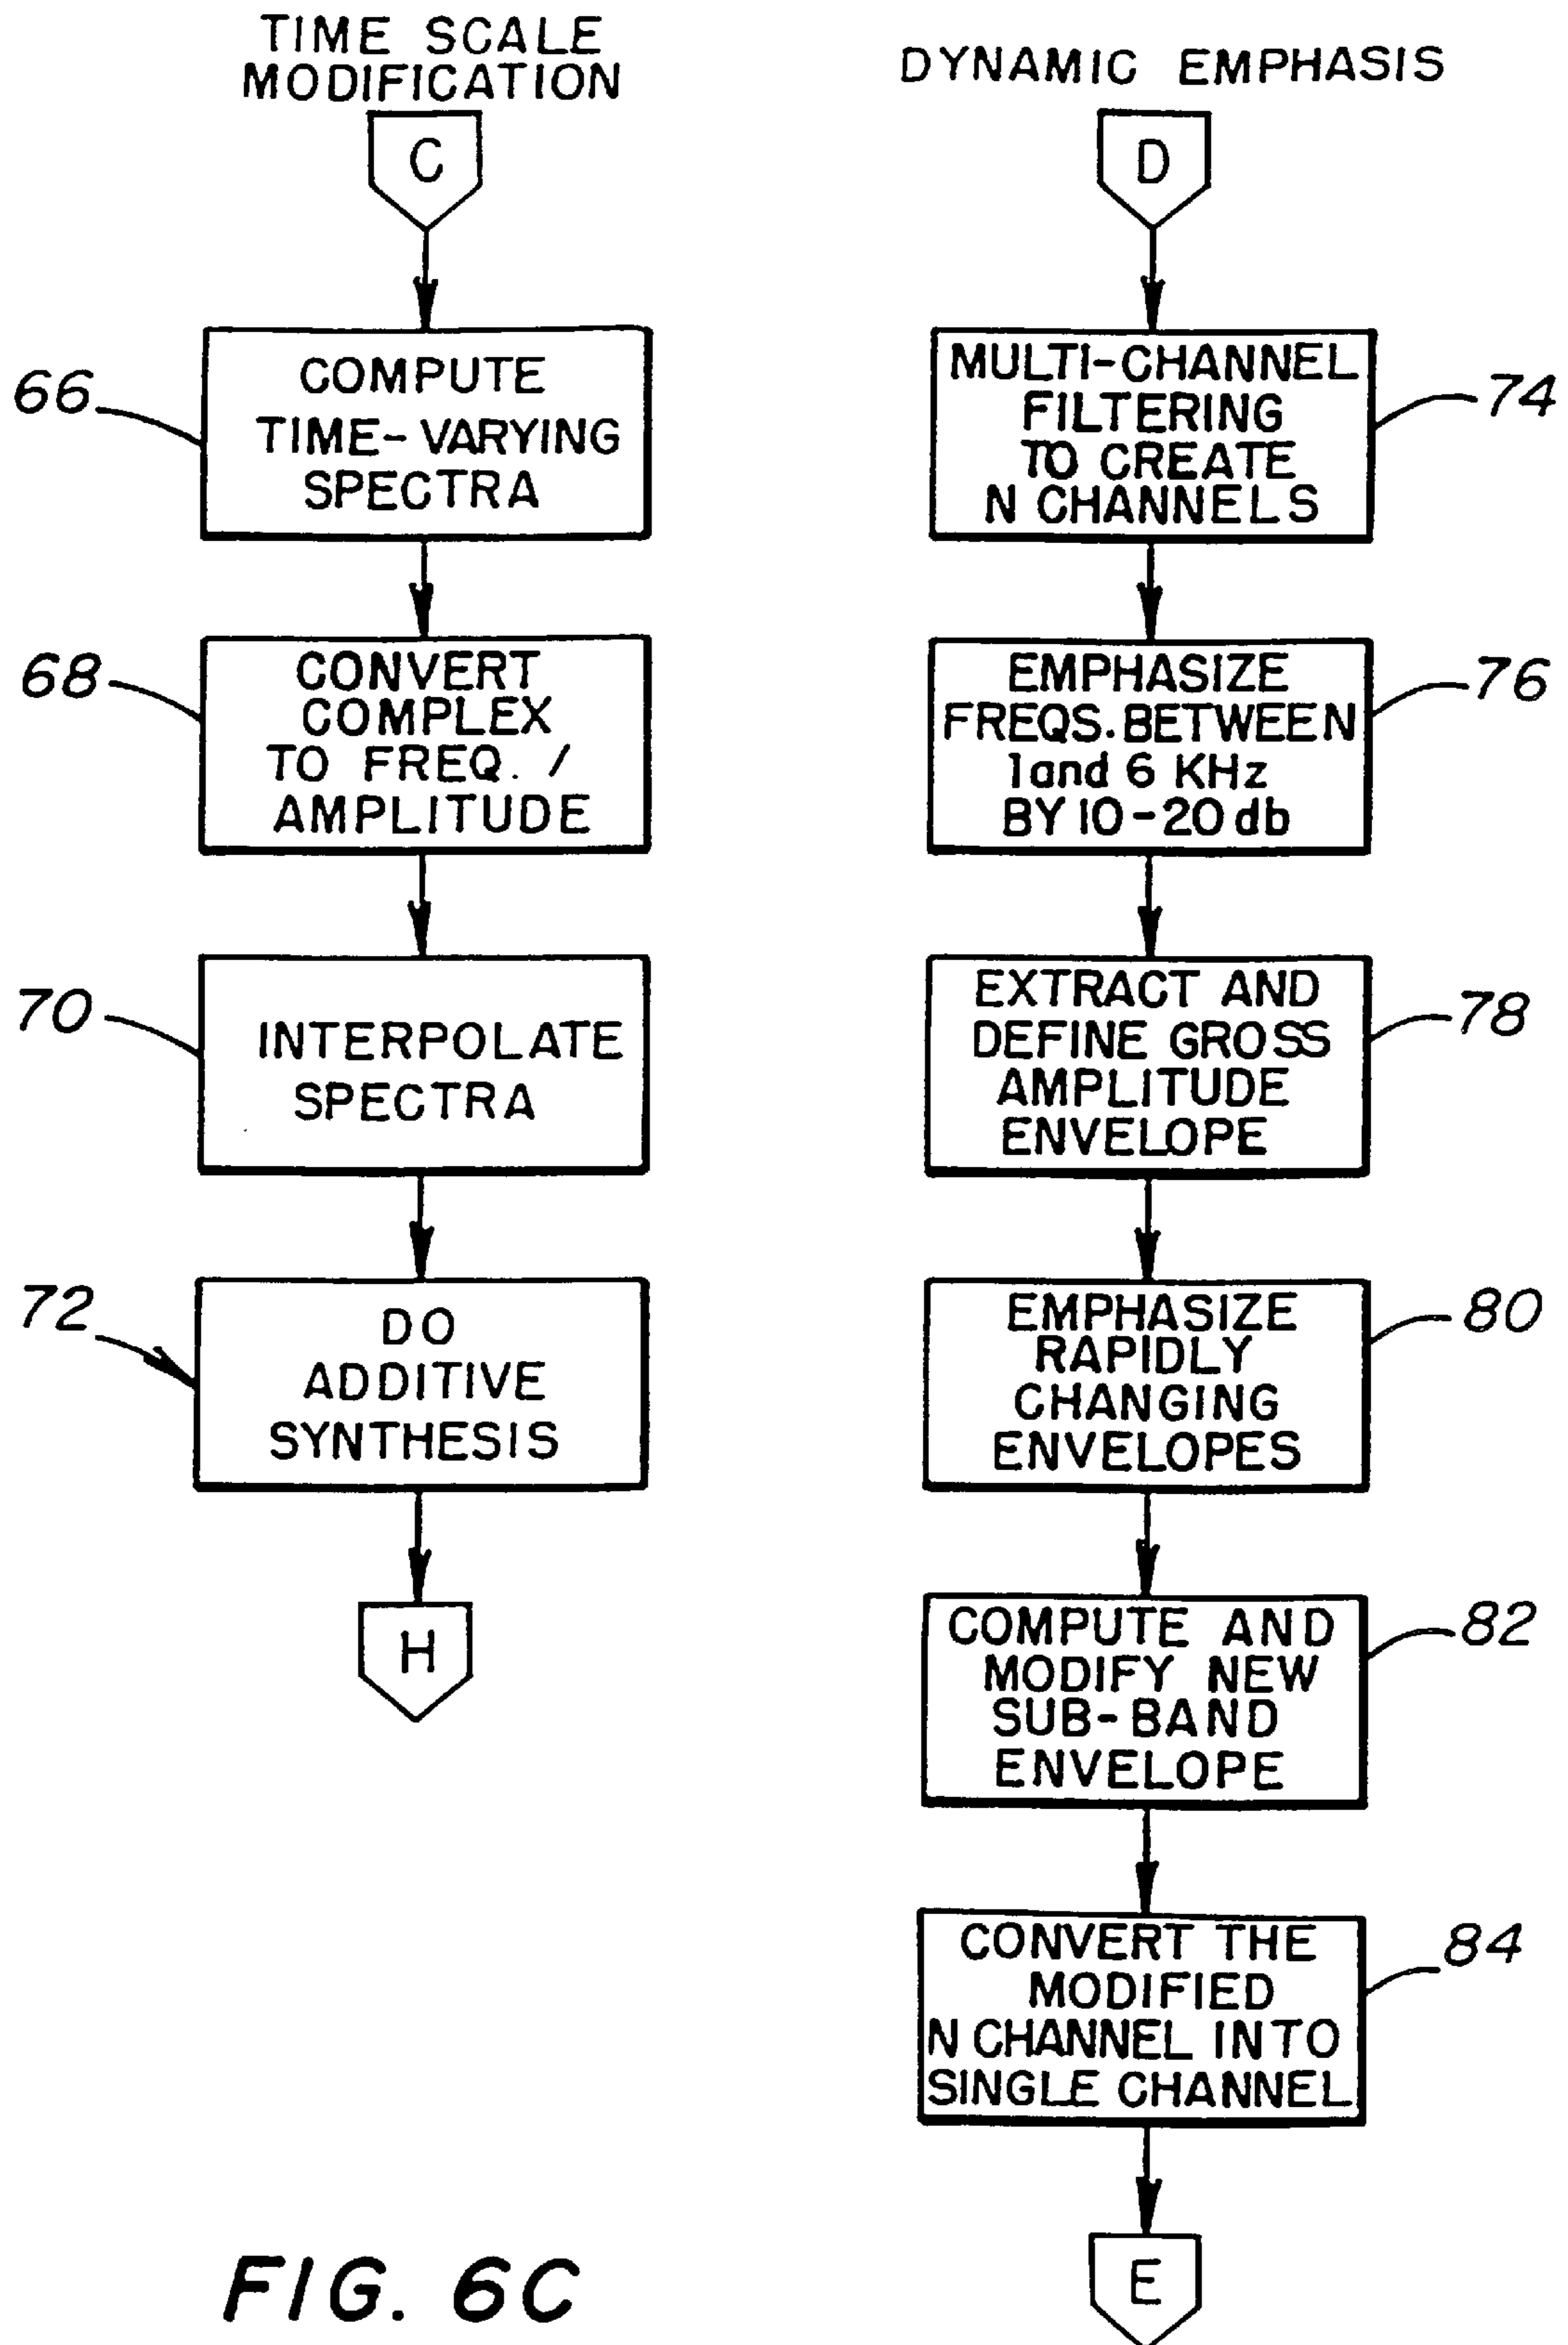 TIME SCALE
MODIFICATION
C
66
COMPUTE
TIME-VARYING
SPECTRA
68
CONVERT
COMPLEX
TO FREQ. /
AMPLITUDE
70
INTERPOLATE
SPECTRA
72
DO
ADDITIVE
SYNTHESIS
H
DYNAMIC EMPHASIS
D
MULTI-CHANNEL
FILTERING
TO CREATE
N CHANNELS
74
EMPHASIZE
FREQS. BETWEEN
1 and 6 KHz
BY 10-20 db
76
EXTRACT AND
DEFINE GROSS
AMPLITUDE
ENVELOPE
78
EMPHASIZE
RAPIDLY
CHANGING
ENVELOPES
80
COMPUTE AND
MODIFY NEW
SUB-BAND
ENVELOPE
82
CONVERT THE
MODIFIED
N CHANNEL INTO
SINGLE CHANNEL
84
E
FIG. 6C